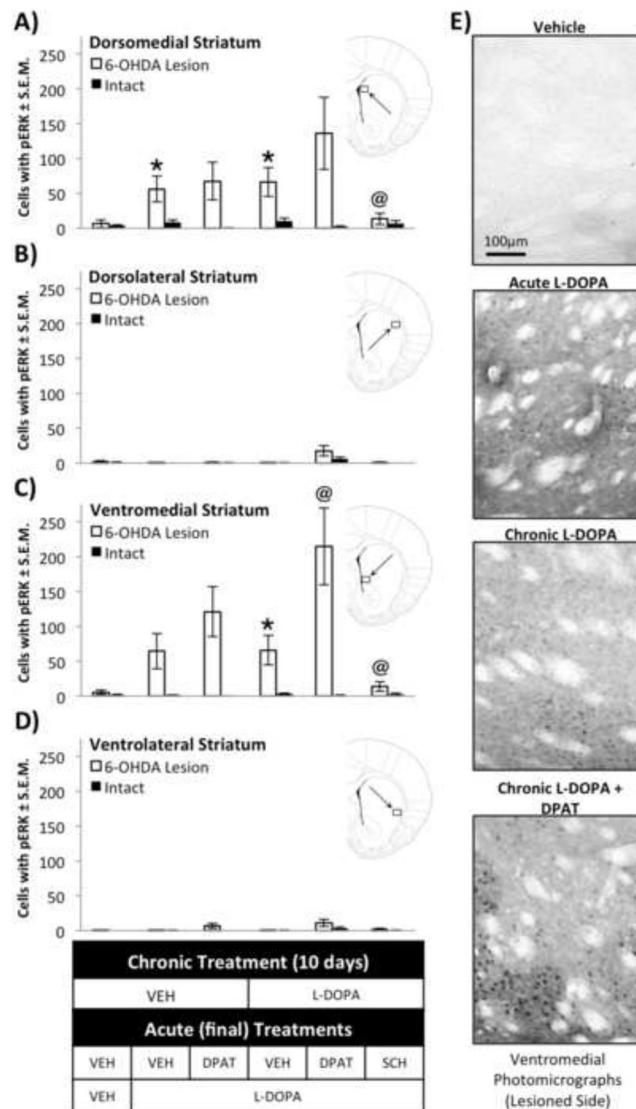 A)
Dorsomedial Striatum
6-OHDA Lesion
Intact
Cells with pERK ± S.E.M.
250
200
150
100
50
0
*
*
@
B)
Dorsolateral Striatum
6-OHDA Lesion
Intact
Cells with pERK ± S.E.M.
250
200
150
100
50
0
C)
Ventromedial Striatum
6-OHDA Lesion
Intact
Cells with pERK ± S.E.M.
250
200
150
100
50
0
*
@
@
D)
Ventrolateral Striatum
6-OHDA Lesion
Intact
Cells with pERK ± S.E.M.
250
200
150
100
50
0
Chronic Treatment (10 days)
VEH L-DOPA
Acute (final) Treatments
VEH VEH DPAT VEH DPAT SCH
VEH L-DOPA
E)
Vehicle
100µm
Acute L-DOPA
Chronic L-DOPA
Chronic L-DOPA +
DPAT
Ventromedial
Photomicrographs
(Lesioned Side)